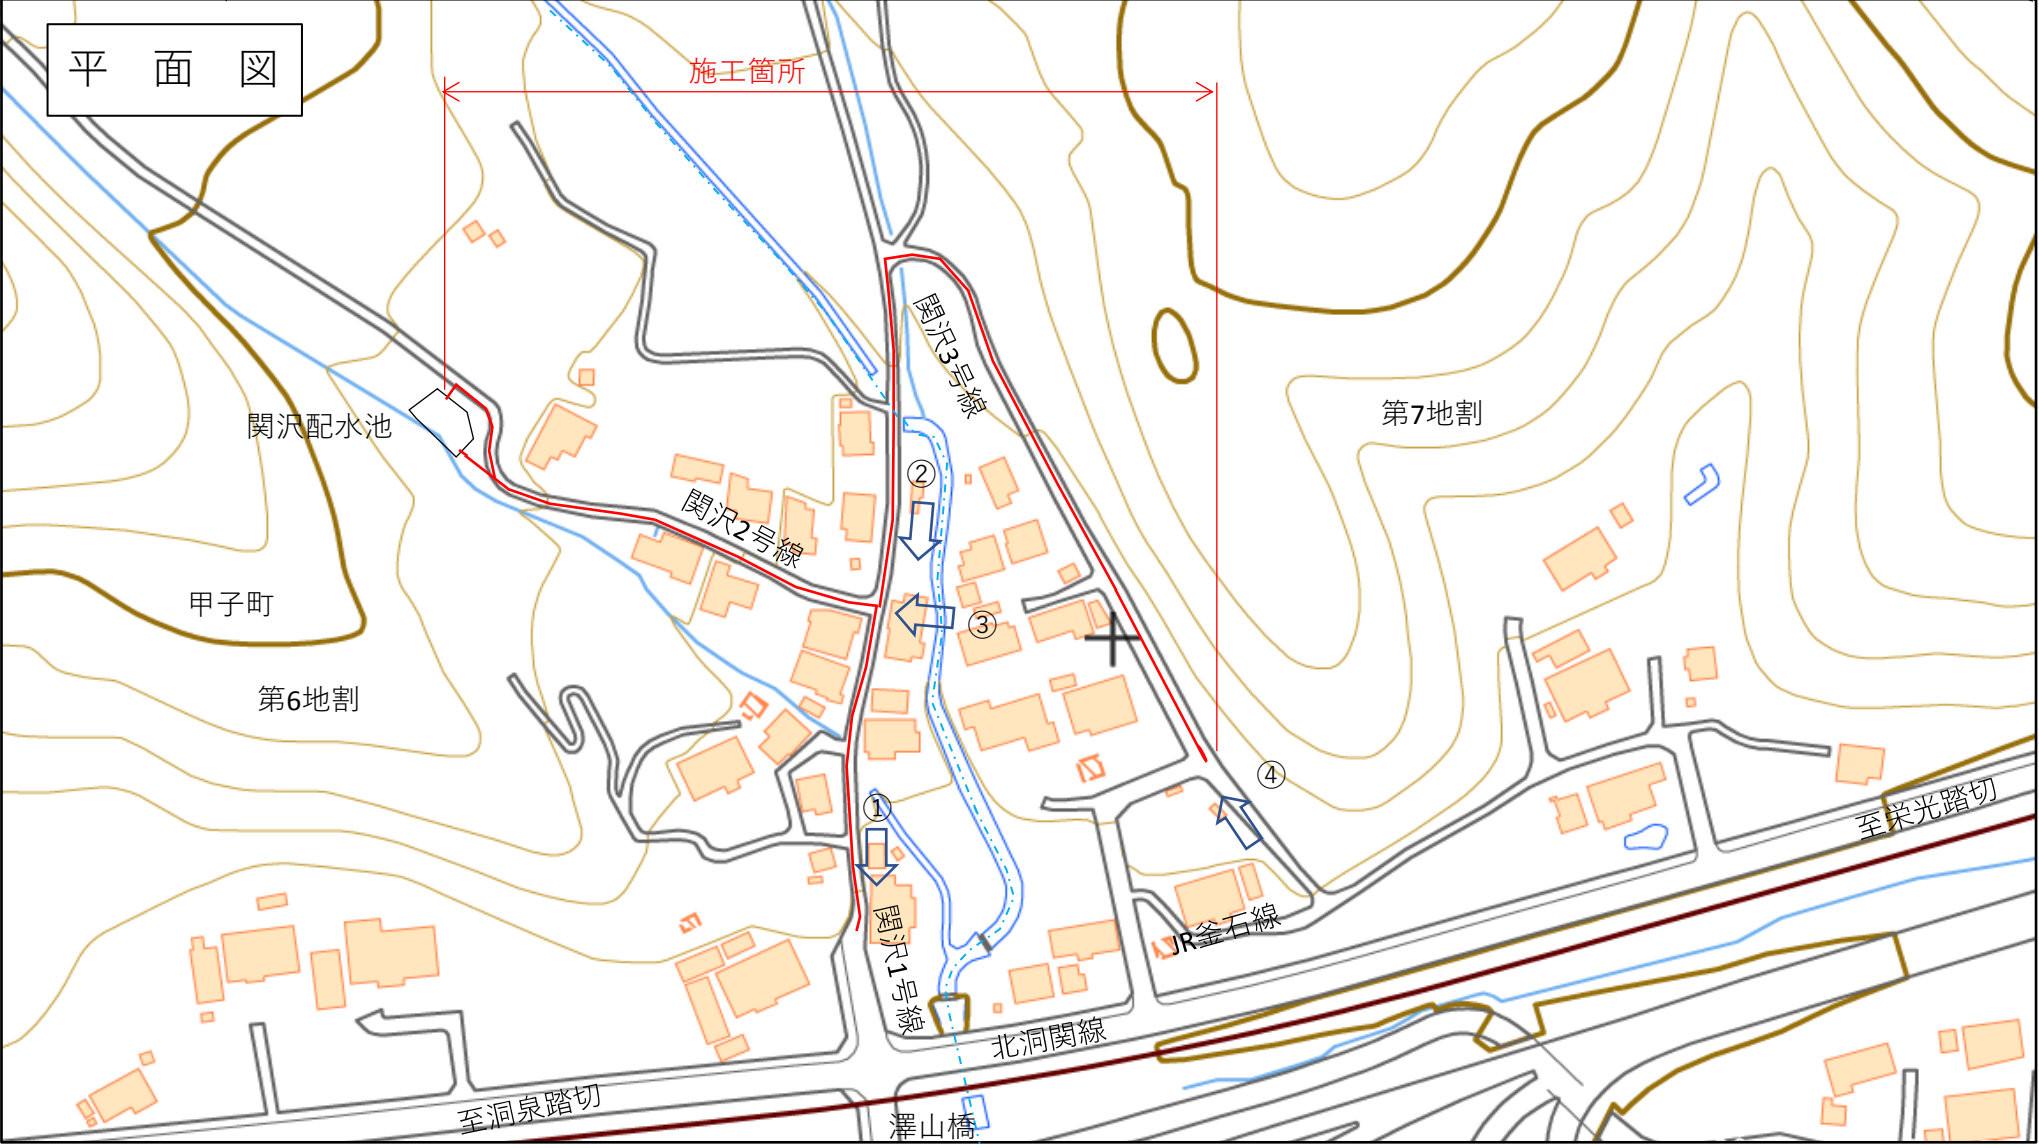 平 面 図
施工箇所
関沢3号線
関沢配水池
第7地割
②
関沢2号線
甲子町
③
第6地割
④
①
至栄光踏切
関沢1号線
JR釜石線
北洞関線
至洞泉踏切
澤山橋